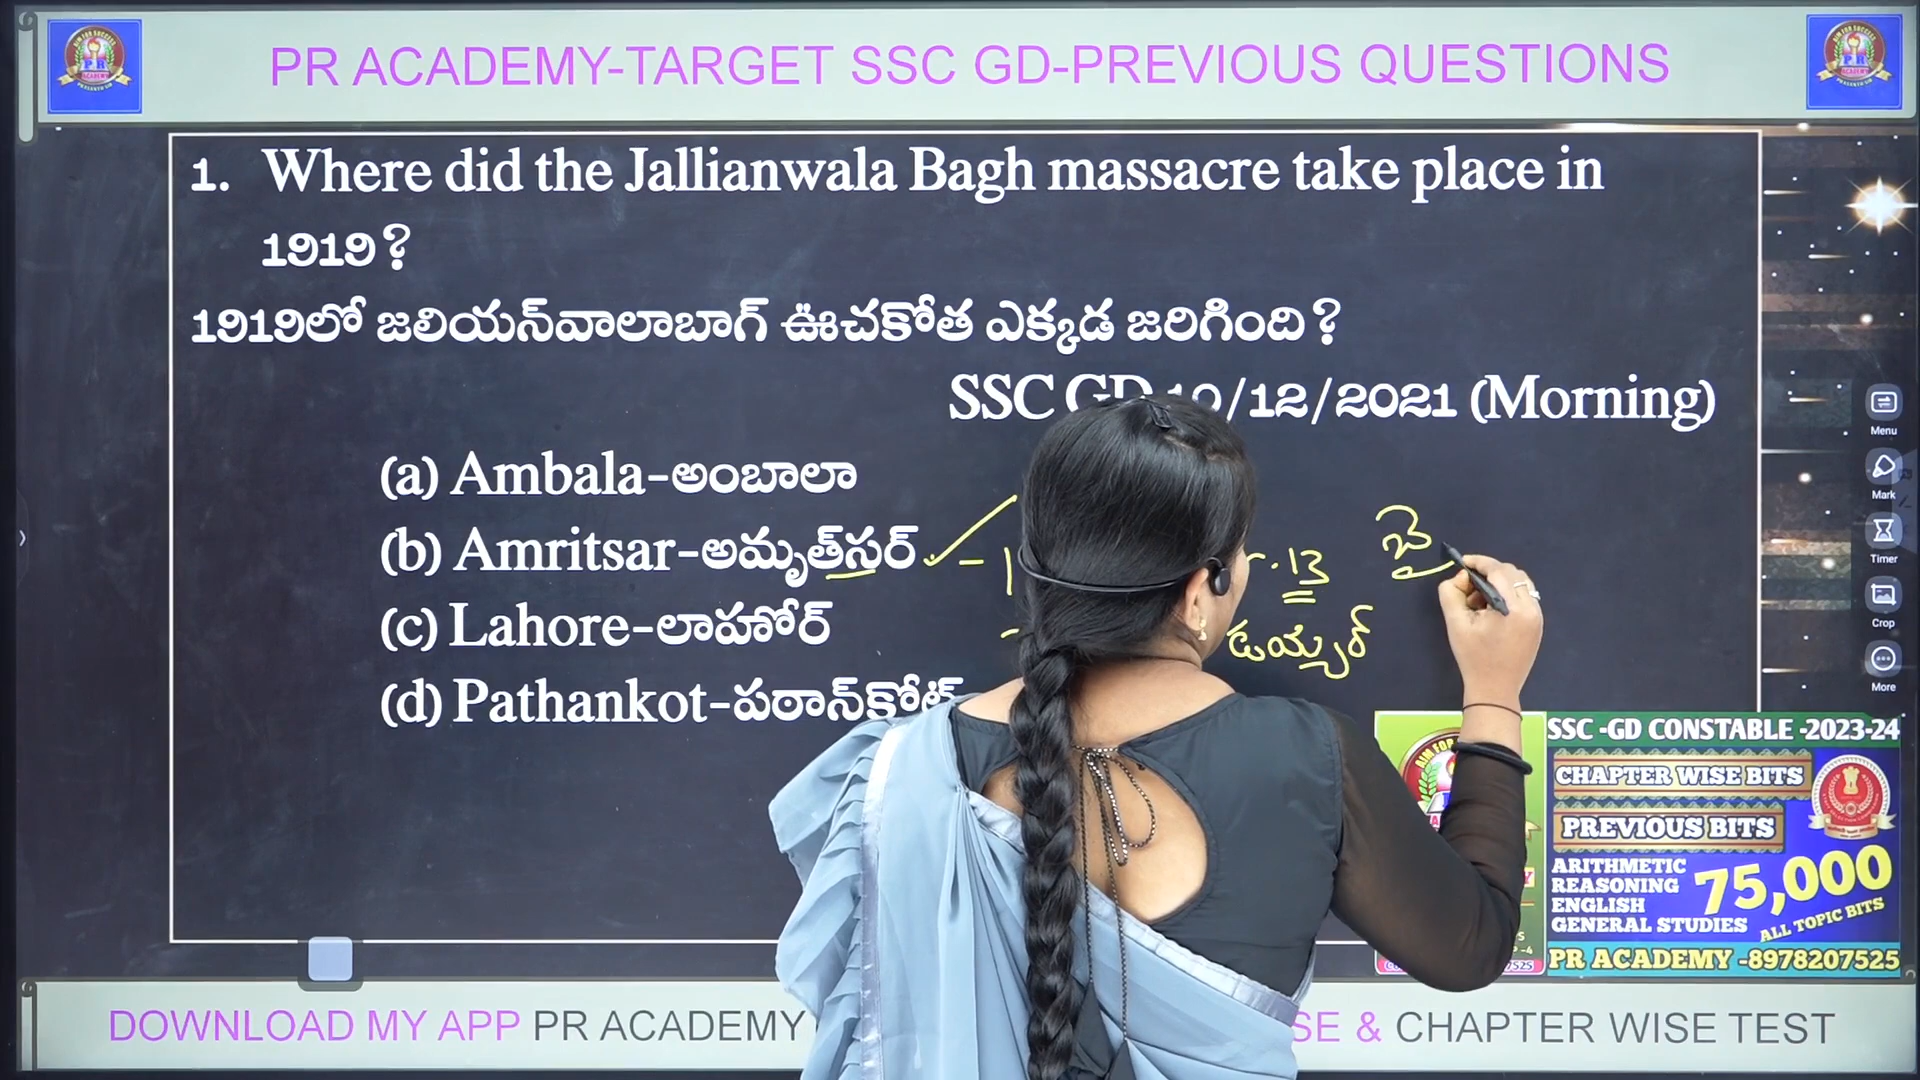 PR ACADEMY-TARGET SSC GD-PREVIOUS QUESTIONS
1. Where did the Jallianwala Bagh massacre take place in
1919?
1919లో జలియన్‌వాలాబాగ్ ఊచకోత ఎక్కడ జరిగింది?
SSC GD 10/12/2021 (Morning)
(a) Ambala-అంబాలా
(b) Amritsar-అమృత్‌సర్
13
(c) Lahore-లాహోర్
డయ్యర్
(d) Pathankot-పఠాన్‌కోట్
Menu
Mark
Timer
Crop
More
SSC -GD CONSTABLE -2023-24
CHAPTER WISE BITS
PREVIOUS BITS
ARITHMETIC
REASONING
ENGLISH
GENERAL STUDIES
75,000
ALL TOPIC BITS
PR ACADEMY -8978207525
DOWNLOAD MY APP PR ACADEMY & CHAPTER WISE TEST